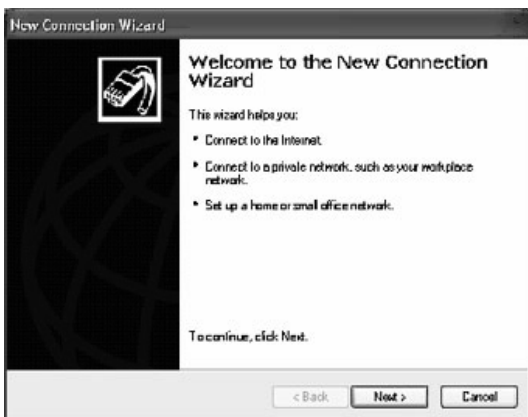 New Connection Wizard
Welcome to the New Connection
Wizard
This wizard helps you:
• Connect to the Internet.
• Connect to a private network, such as your workplace
network.
• Set up a home or small office network.
To continue, click Next.
< Back
Next >
Cancel